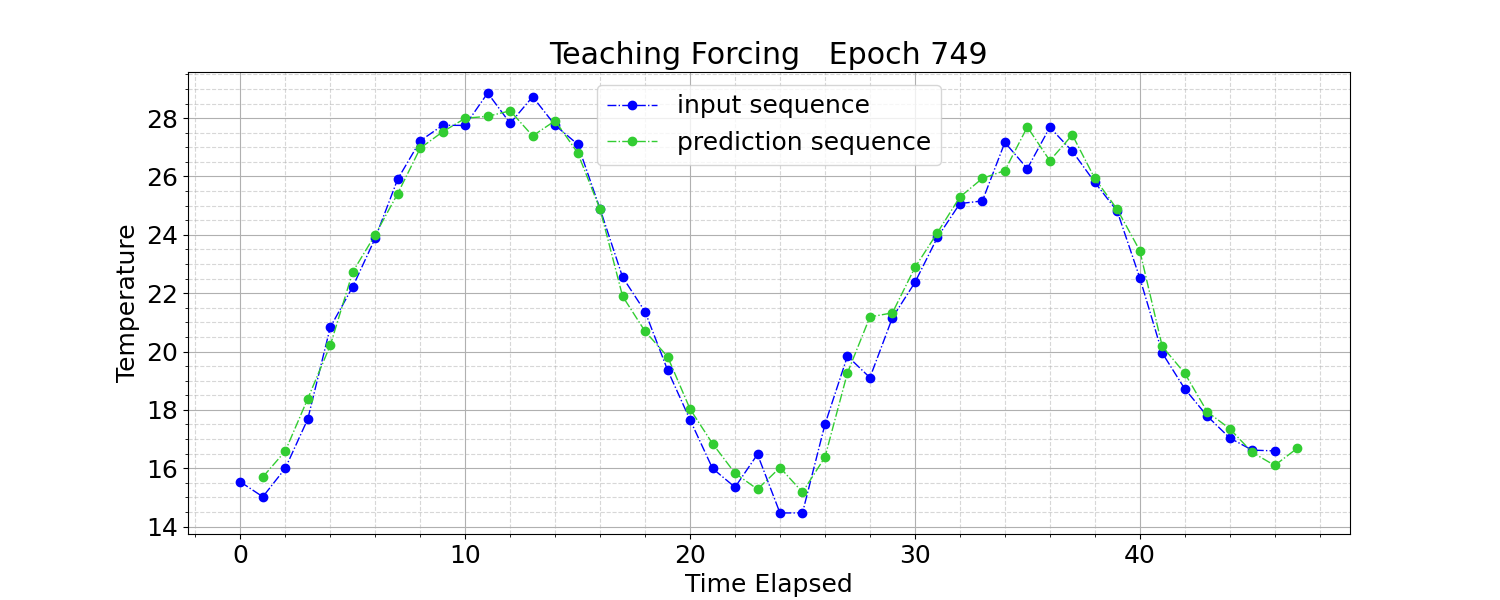 Teaching Forcing   Epoch 749
input sequence
prediction sequence
Temperature
28
26
24
22
20
18
16
14
0 10 20 30 40
Time Elapsed